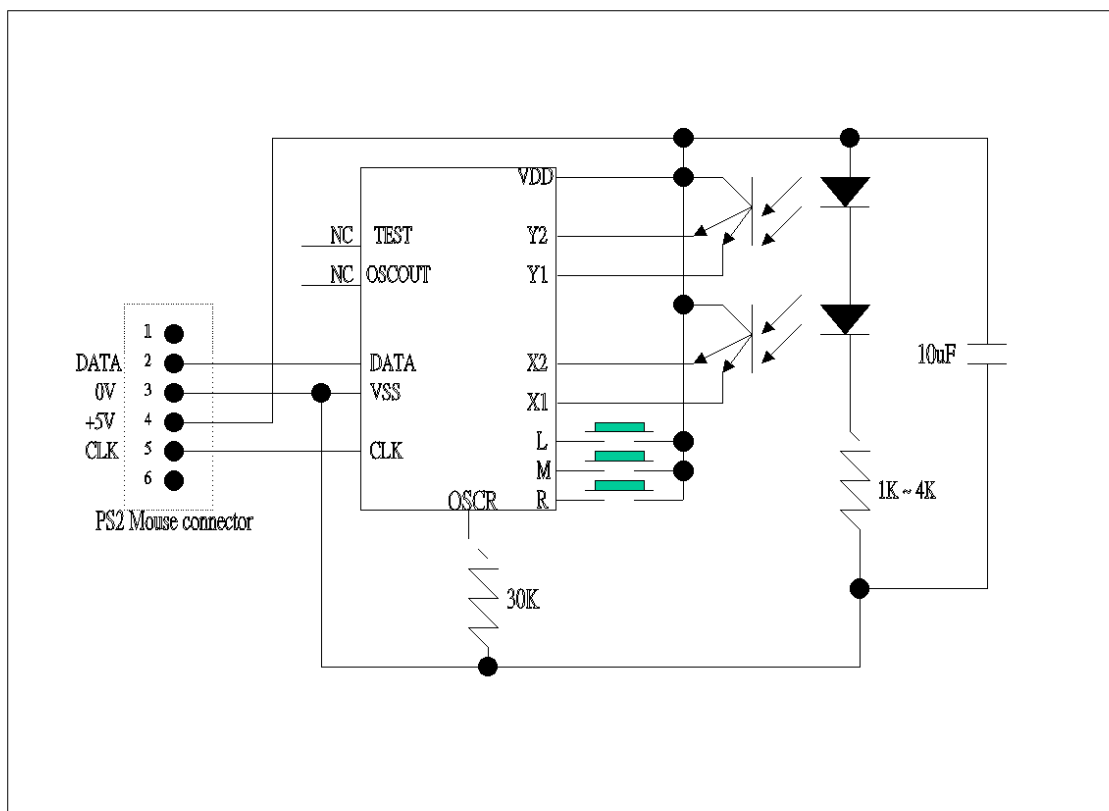 VDD
NC TEST
Y2
NC OSCOUT
Y1
1
DATA 2 DATA
X2
10uF
0V 3 VSS
X1
+5V 4
CLK 5 CLK
L
6
M
R
1K ~ 4K
OSCR
PS2 Mouse connector
30K